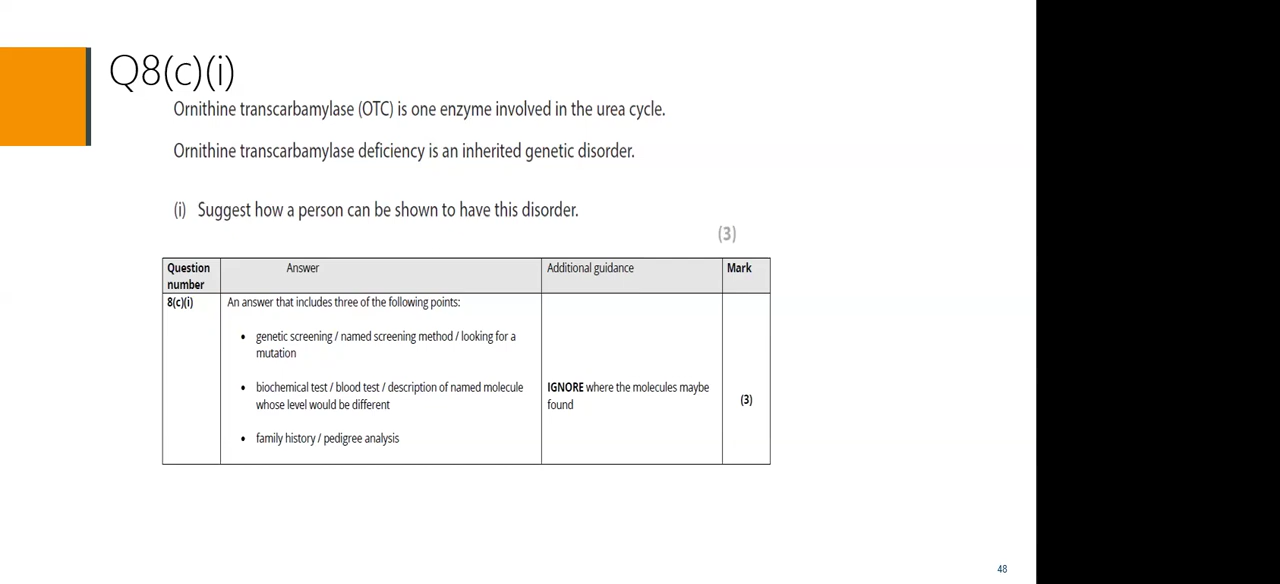 Q8(c)(i)
Ornithine transcarbamylase (OTC) is one enzyme involved in the urea cycle.
Ornithine transcarbamylase deficiency is an inherited genetic disorder.
(i) Suggest how a person can be shown to have this disorder.
(3)
Question number Answer Additional guidance Mark
8(c)(i) An answer that includes three of the following points:
• genetic screening / named screening method / looking for a
mutation
• biochemical test / blood test / description of named molecule
whose level would be different
• family history / pedigree analysis
IGNORE where the molecules maybe
found
(3)
48